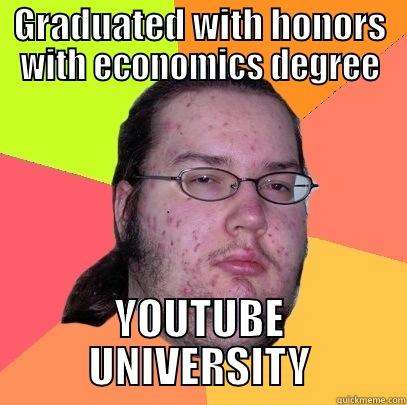 Graduated with honors
with economics degree
YOUTUBE
UNIVERSITY
quickmeme.com